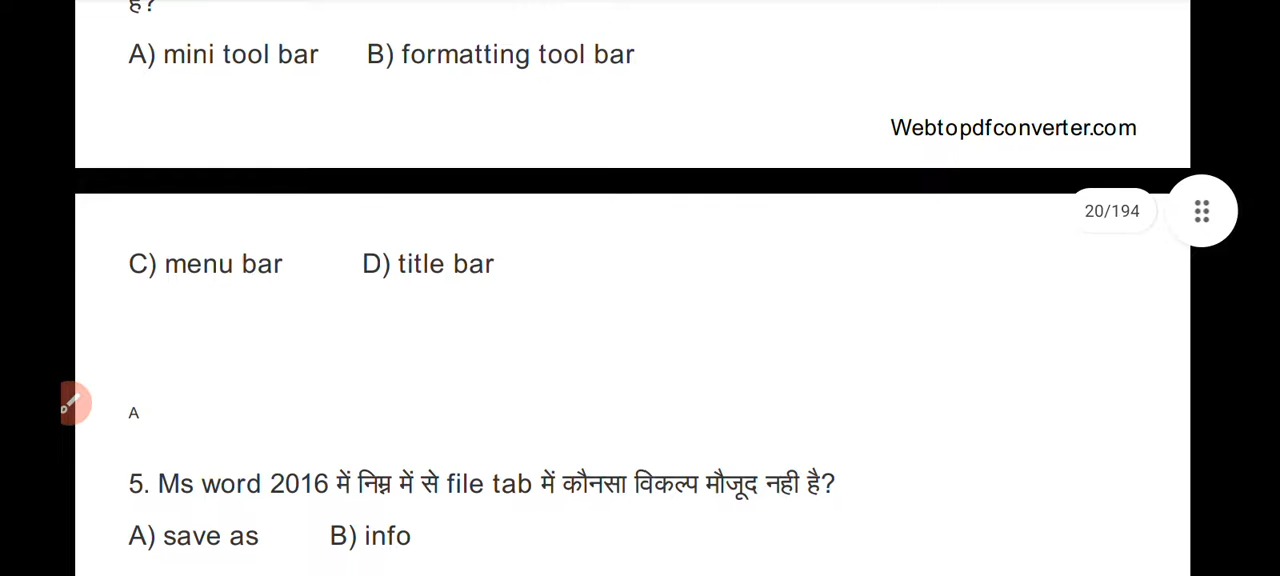 है?
A) mini tool bar B) formatting tool bar
Webtopdfconverter.com
20/194
C) menu bar D) title bar
A
5. Ms word 2016 में निम्न में से file tab में कौनसा विकल्प मौजूद नही है?
A) save as B) info